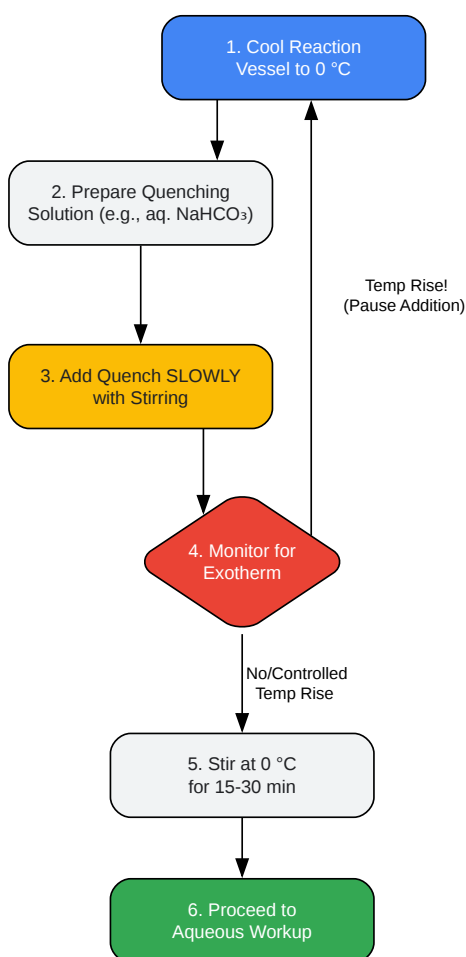 1. Cool Reaction
Vessel to 0 °C
2. Prepare Quenching
Solution (e.g., aq. NaHCO₃)
Temp Rise!
(Pause Addition)
3. Add Quench SLOWLY
with Stirring
4. Monitor for
Exotherm
No/Controlled
Temp Rise
5. Stir at 0 °C
for 15-30 min
6. Proceed to
Aqueous Workup